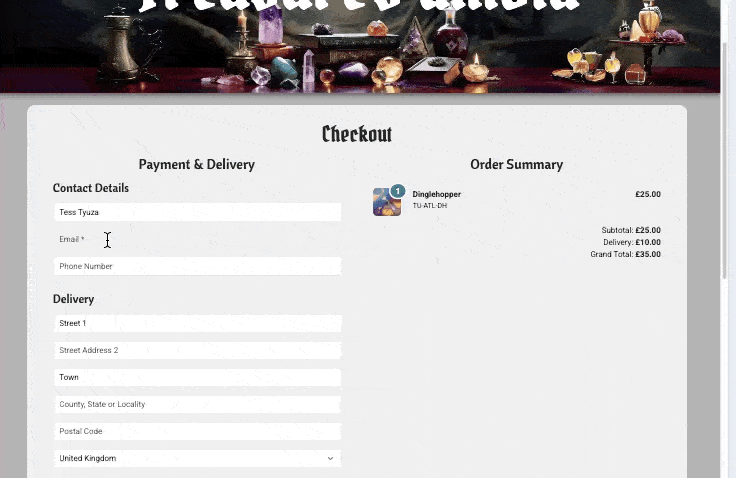 Checkout
Payment & Delivery
Contact Details
Tess Tyuza
Email *
Phone Number
Delivery
Street 1
Street Address 2
Town
County, State or Locality
Postal Code
United Kingdom
Order Summary
1
Dinglehopper
£25.00
TU-ATL-DH
Subtotal: £25.00
Delivery: £10.00
Grand Total: £35.00